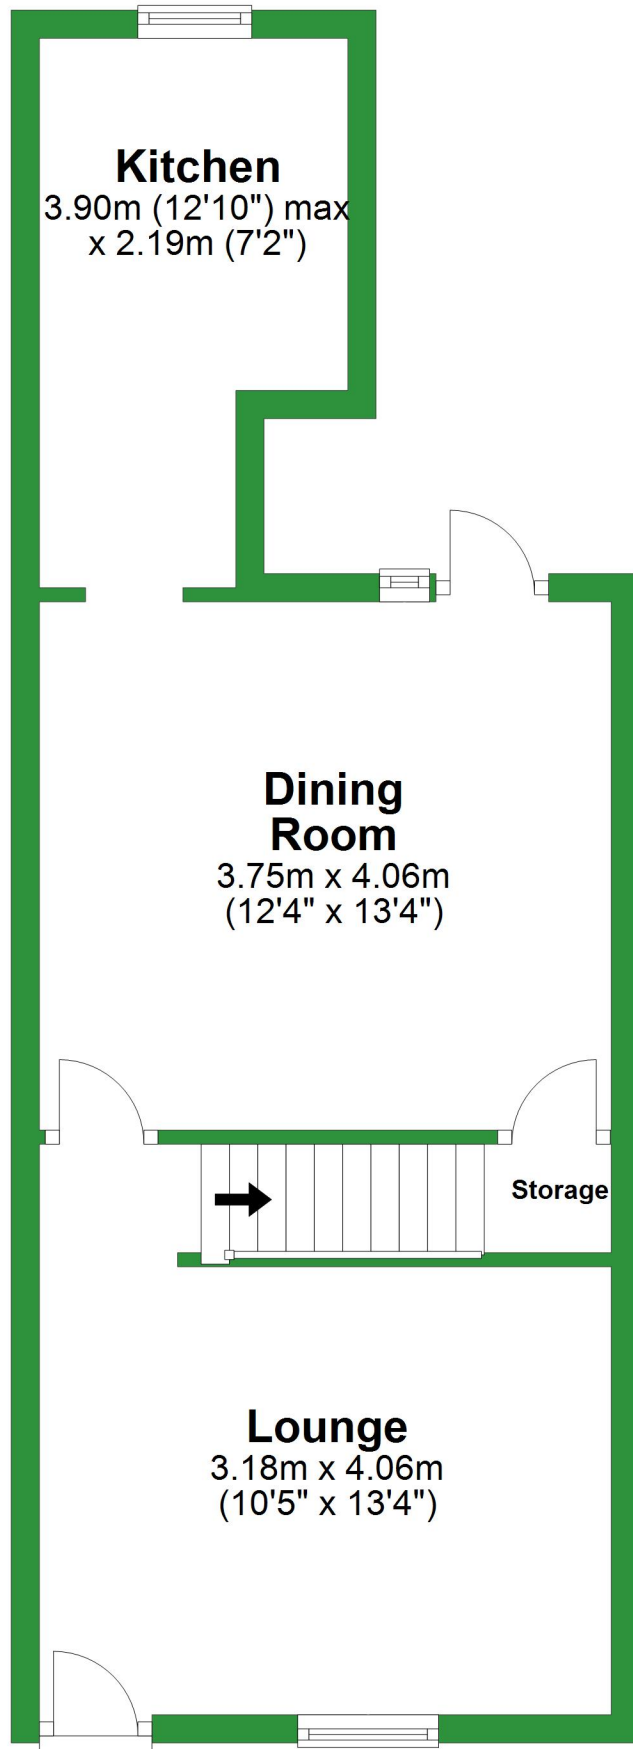 Kitchen
3.90m (12'10") max
x 2.19m (7'2")
Dining
Room
3.75m x 4.06m
(12'4" x 13'4")
Storage
Lounge
3.18m x 4.06m
(10'5" x 13'4")